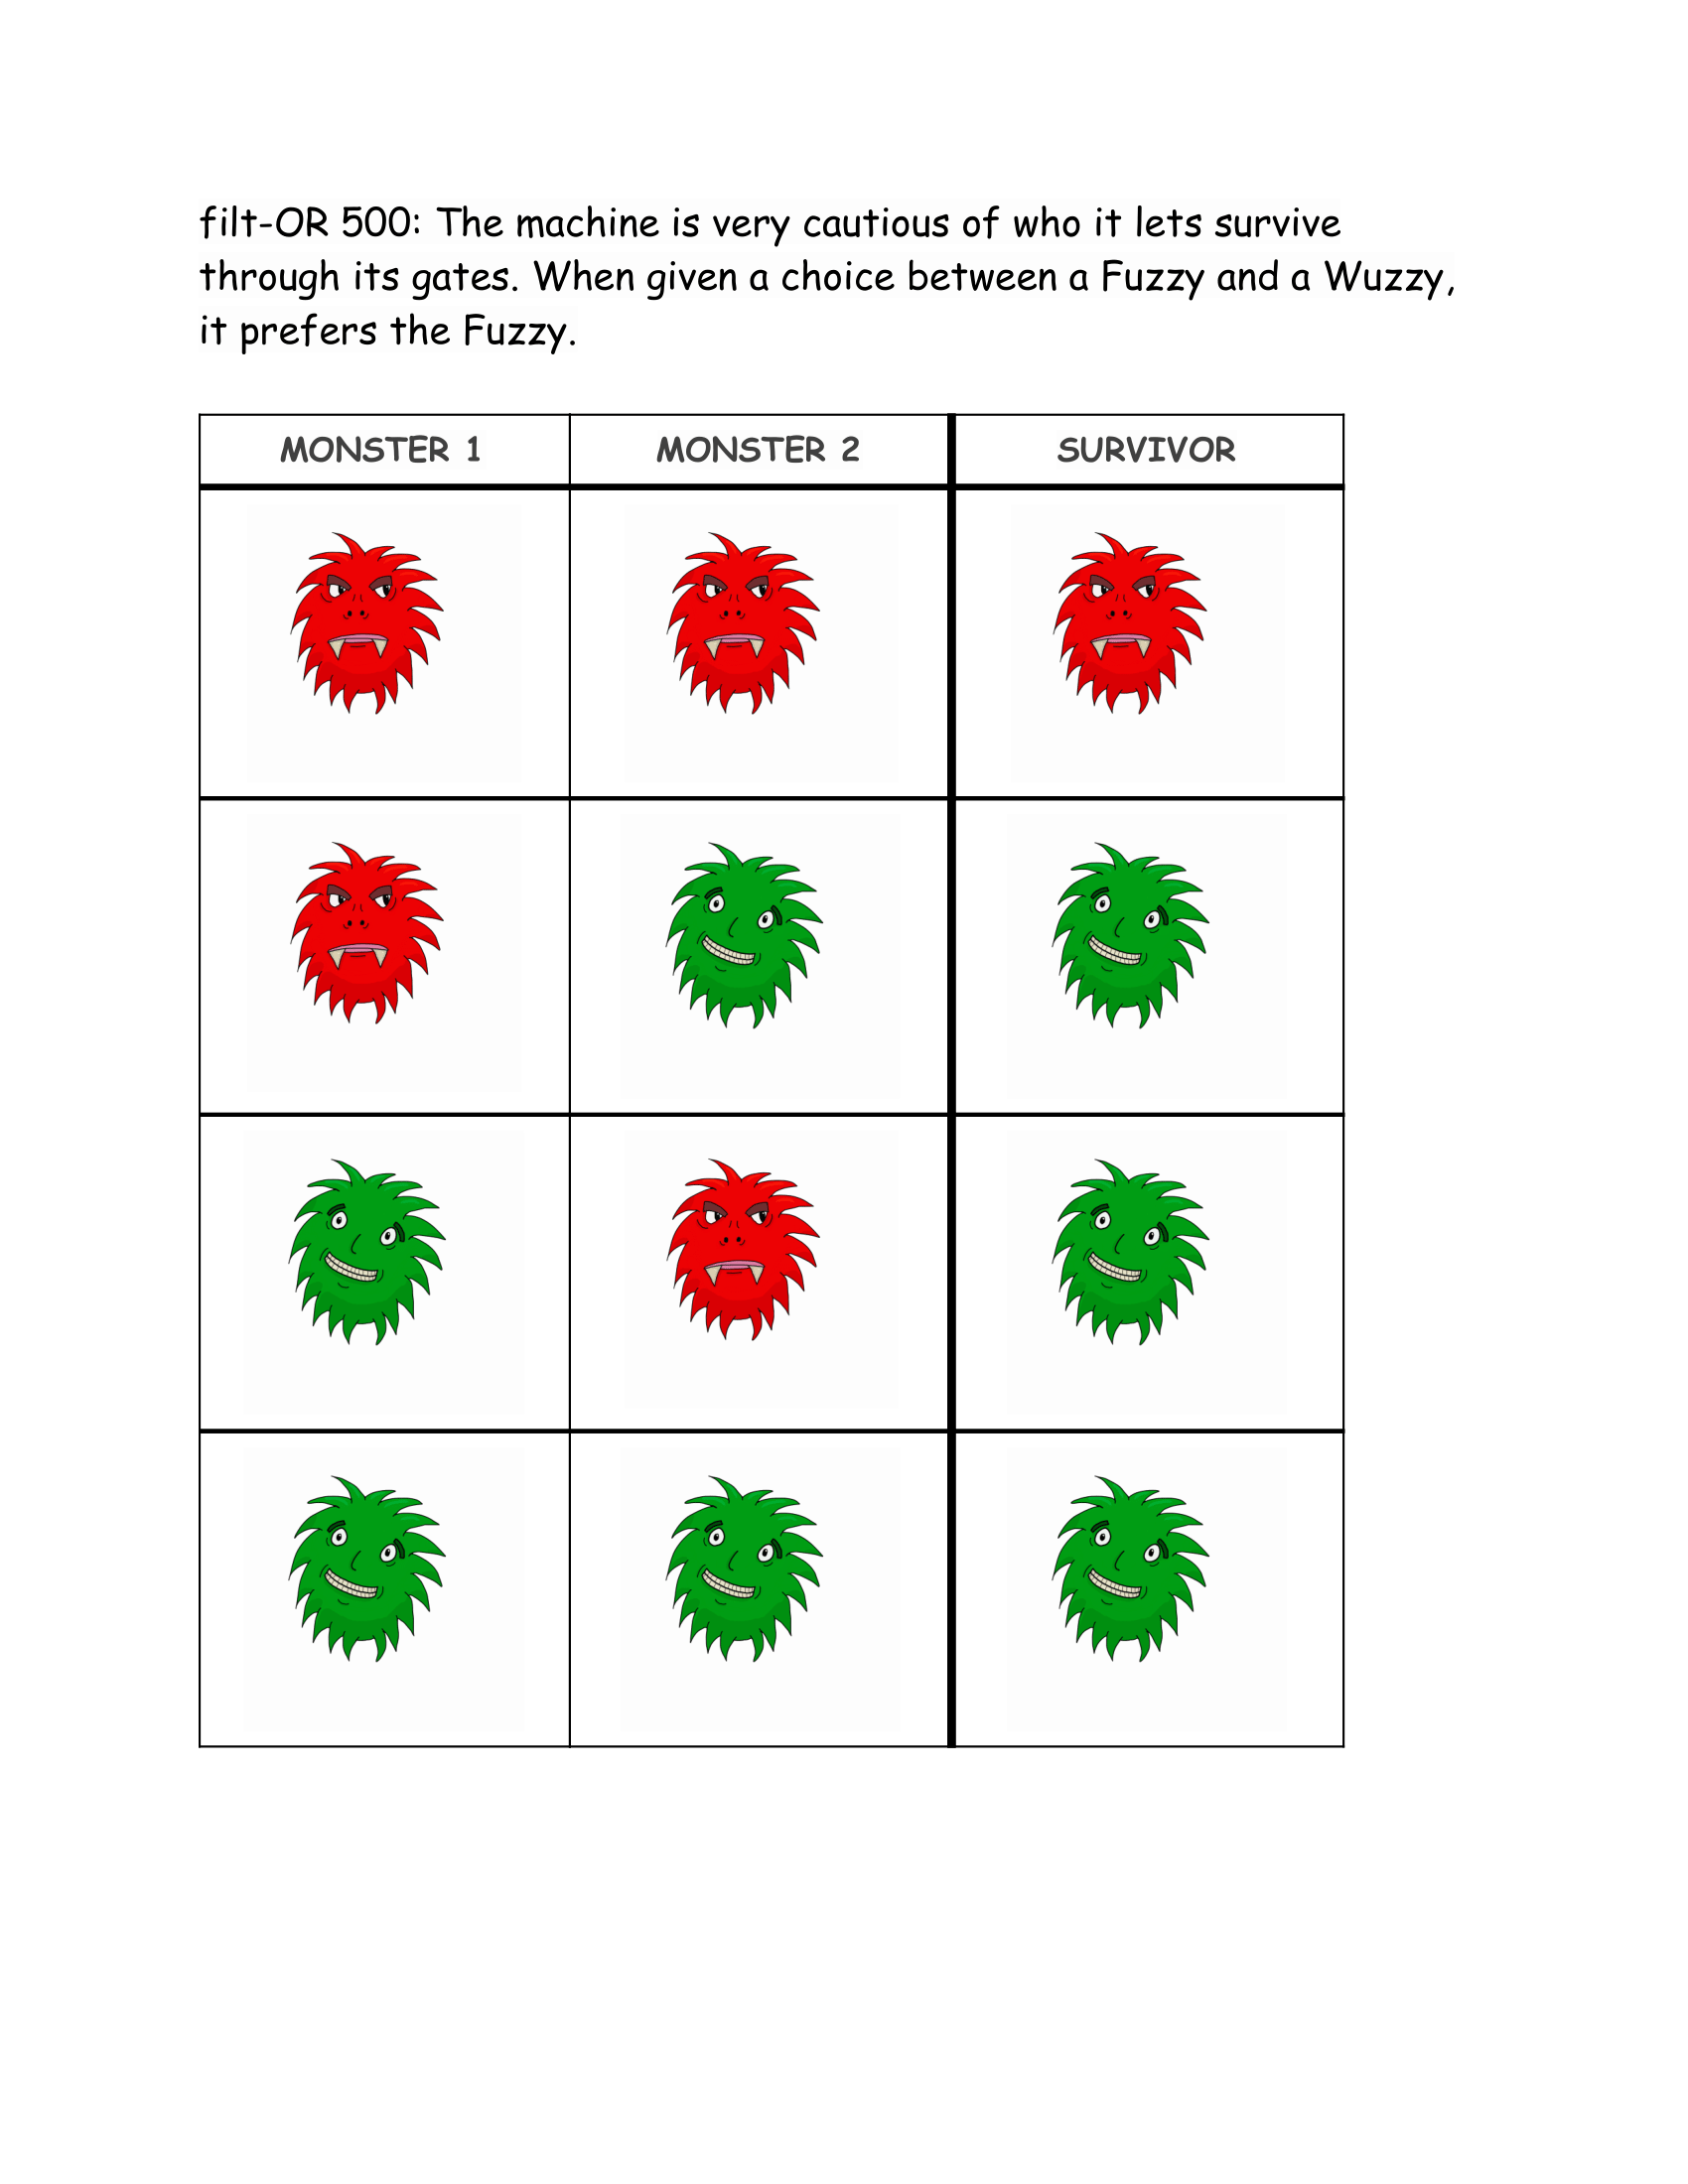 filt-OR 500: The machine is very cautious of who it lets survive
through its gates. When given a choice between a Fuzzy and a Wuzzy,
it prefers the Fuzzy.
MONSTER 1 MONSTER 2 SURVIVOR